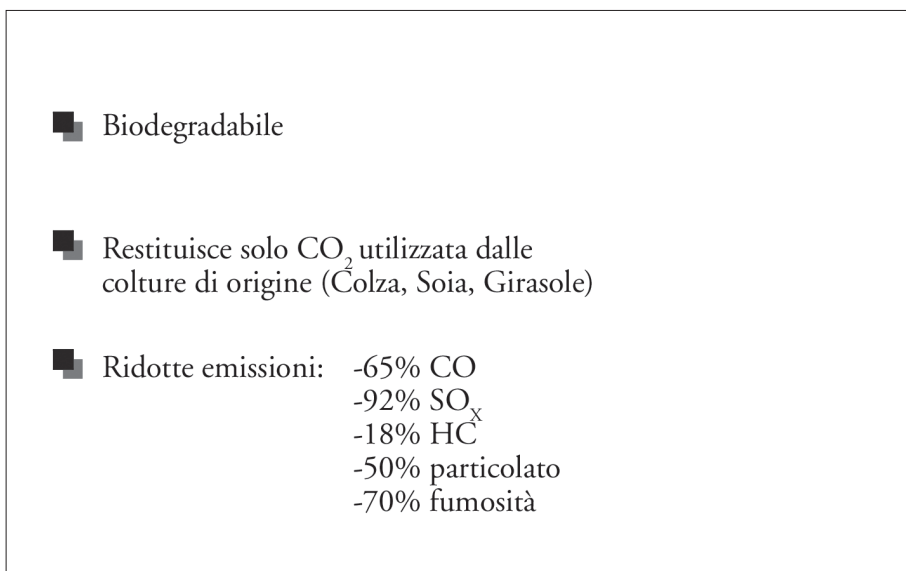 Biodegradabile
Restituisce solo CO₂ utilizzata dalle
colture di origine (Colza, Soia, Girasole)
Ridotte emissioni: -65% CO
-92% SOₓ
-18% HC
-50% particolato
-70% fumosità